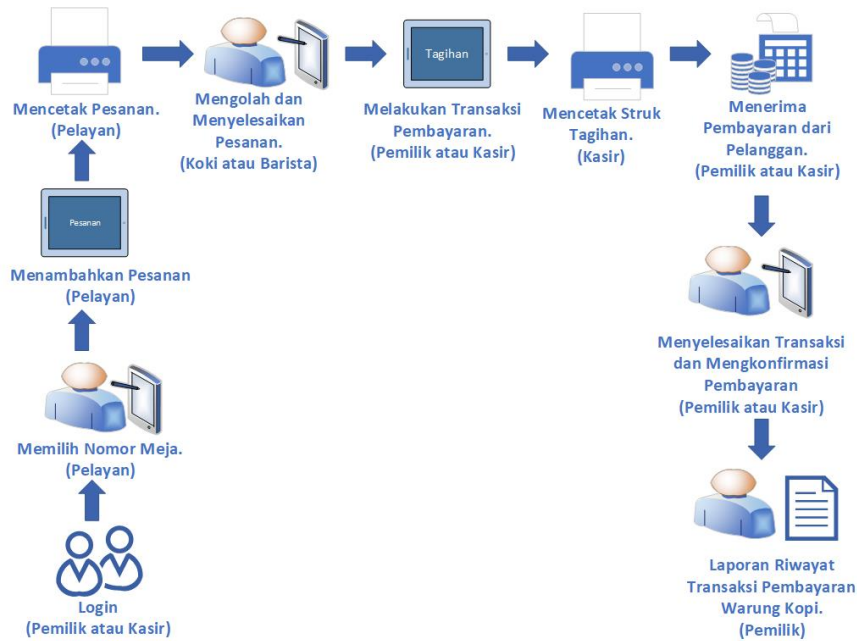 Mencetak Pesanan.
(Pelayan)
Mengolah dan
Menyelesaikan
Pesanan.
(Koki atau Barista)
Tagihan
Melakukan Transaksi
Pembayaran.
(Pemilik atau Kasir)
Mencetak Struk
Tagihan.
(Kasir)
Menerima
Pembayaran dari
Pelanggan.
(Pemilik atau Kasir)
Pesanan
Menambahkan Pesanan
(Pelayan)
Menyelesaikan Transaksi
dan Mengkonfirmasi
Pembayaran
(Pemilik atau Kasir)
Memilih Nomor Meja.
(Pelayan)
Login
(Pemilik atau Kasir)
Laporan Riwayat
Transaksi Pembayaran
Warung Kopi.
(Pemilik)